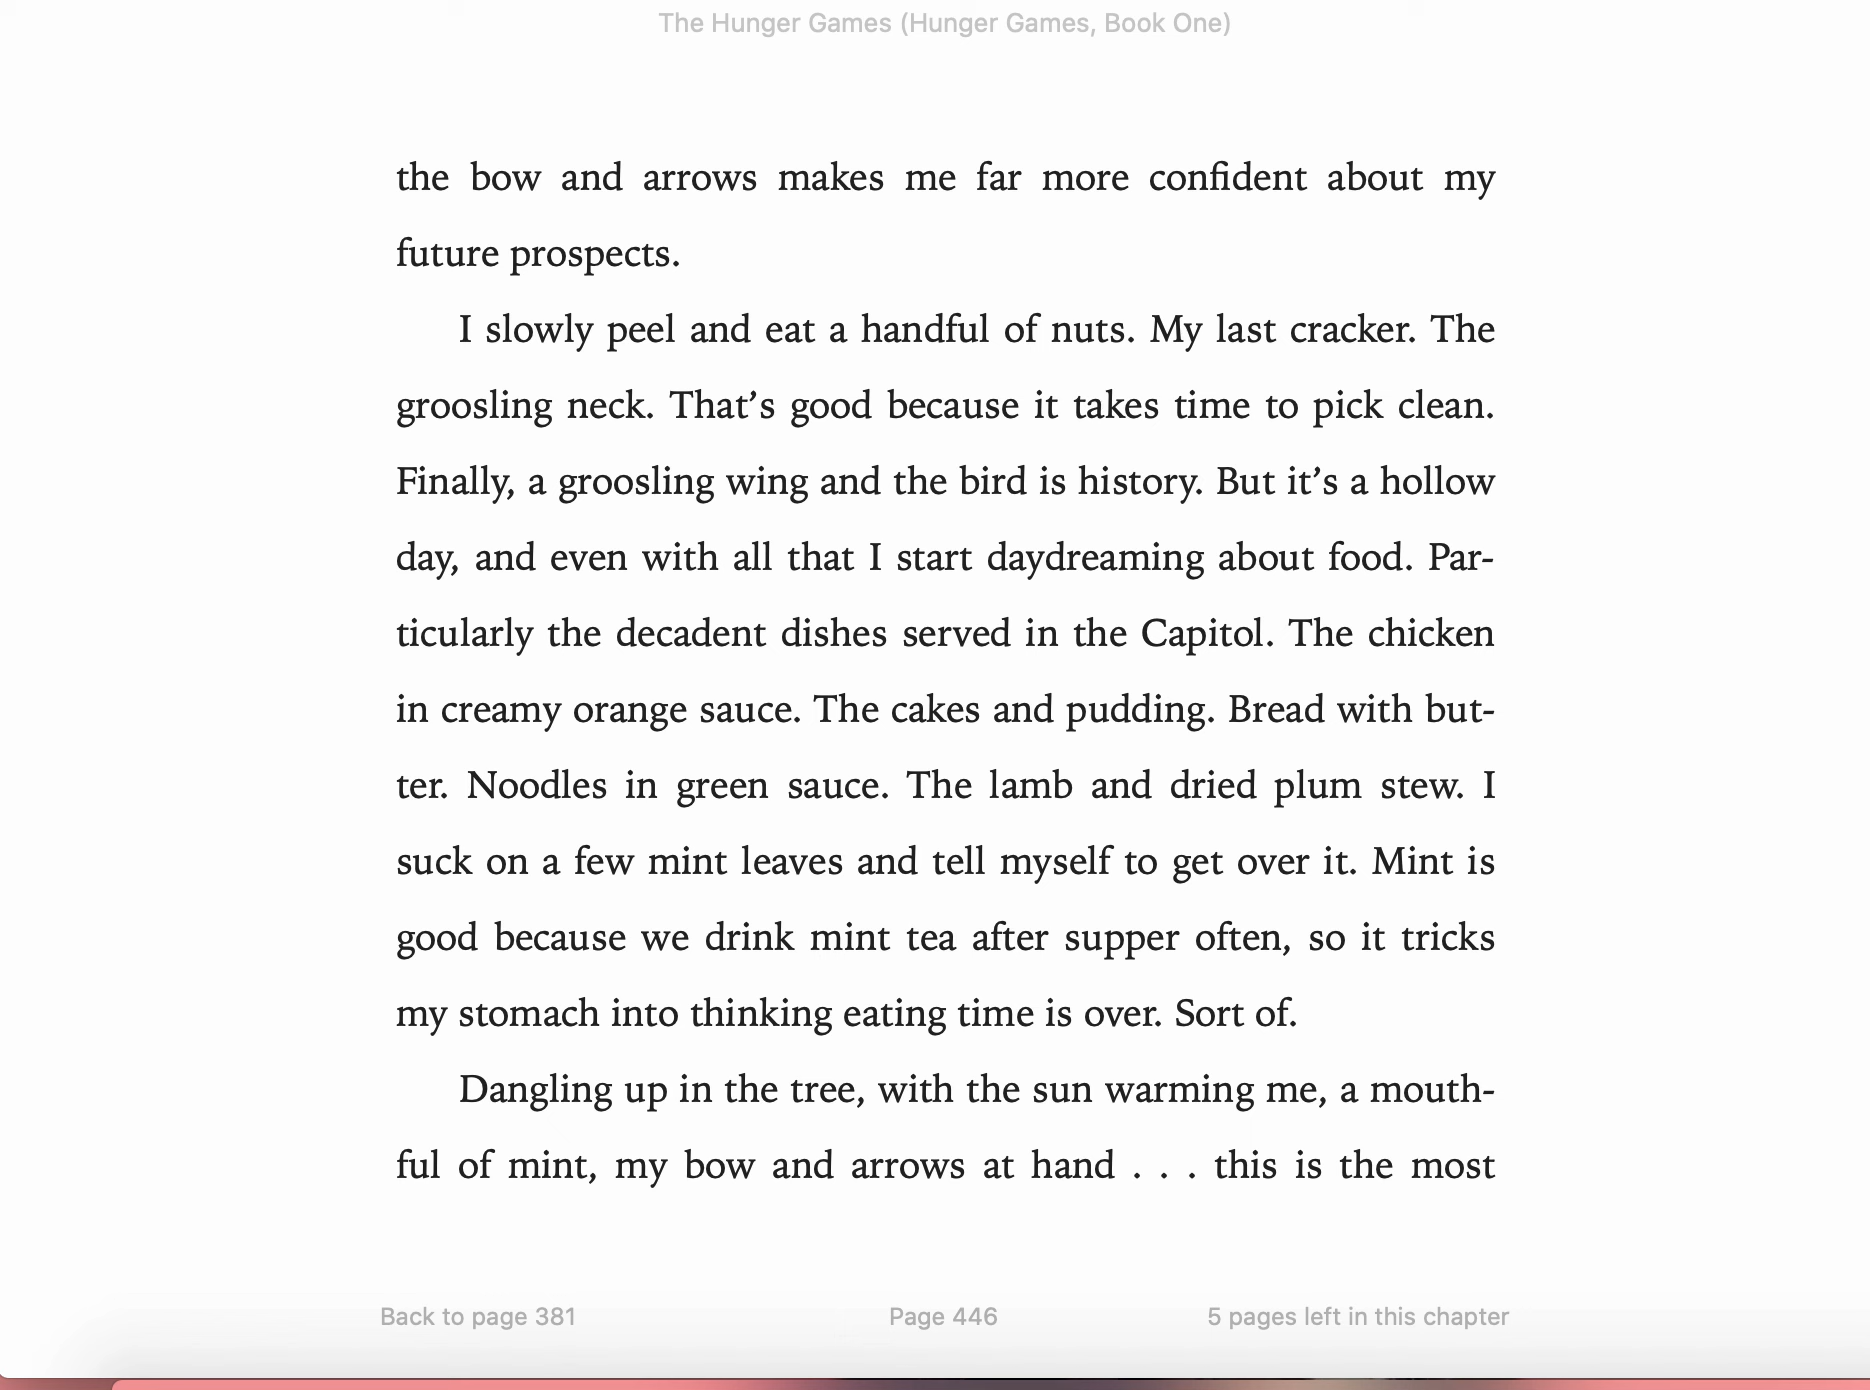 The Hunger Games (Hunger Games, Book One)
the bow and arrows makes me far more confident about my
future prospects.
I slowly peel and eat a handful of nuts. My last cracker. The
groosling neck. That’s good because it takes time to pick clean.
Finally, a groosling wing and the bird is history. But it’s a hollow
day, and even with all that I start daydreaming about food. Par-
ticularly the decadent dishes served in the Capitol. The chicken
in creamy orange sauce. The cakes and pudding. Bread with but-
ter. Noodles in green sauce. The lamb and dried plum stew. I
suck on a few mint leaves and tell myself to get over it. Mint is
good because we drink mint tea after supper often, so it tricks
my stomach into thinking eating time is over. Sort of.
Dangling up in the tree, with the sun warming me, a mouth-
ful of mint, my bow and arrows at hand . . . this is the most
Back to page 381 Page 446 5 pages left in this chapter